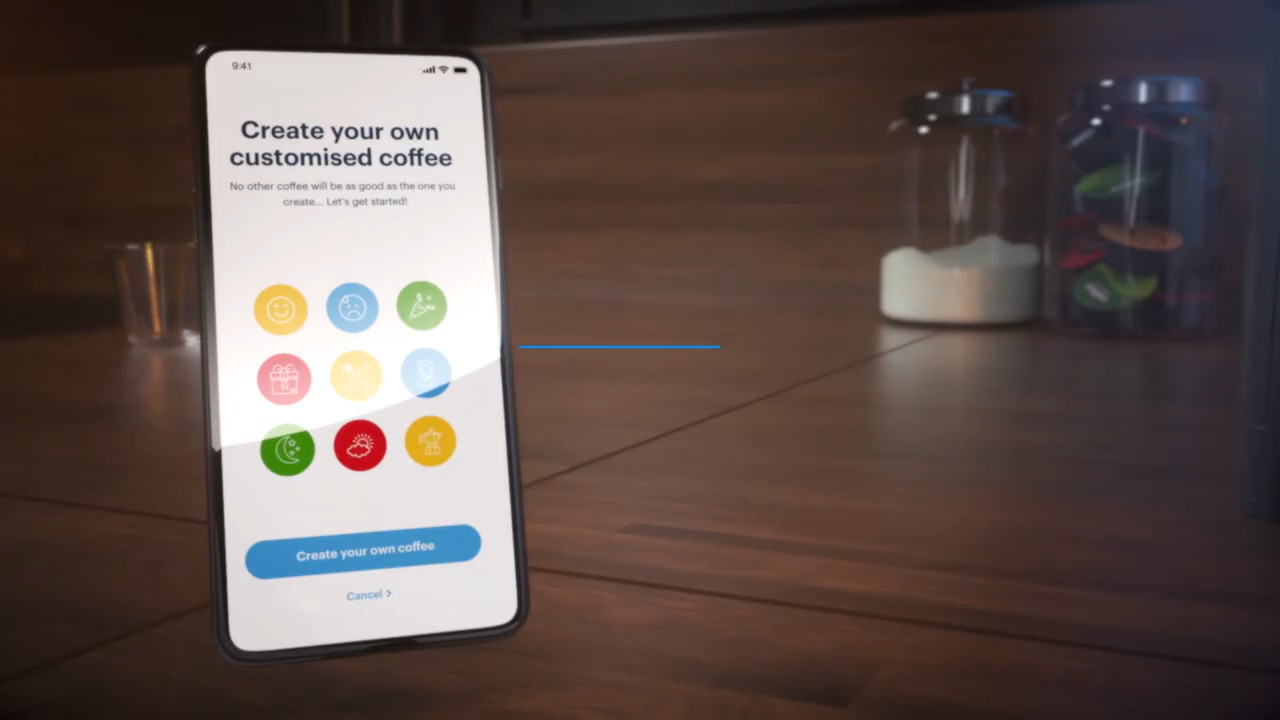 9:41
Create your own
customised coffee
No other coffee will be as good as the one you
create... Let's get started!
Create your own coffee
Cancel >